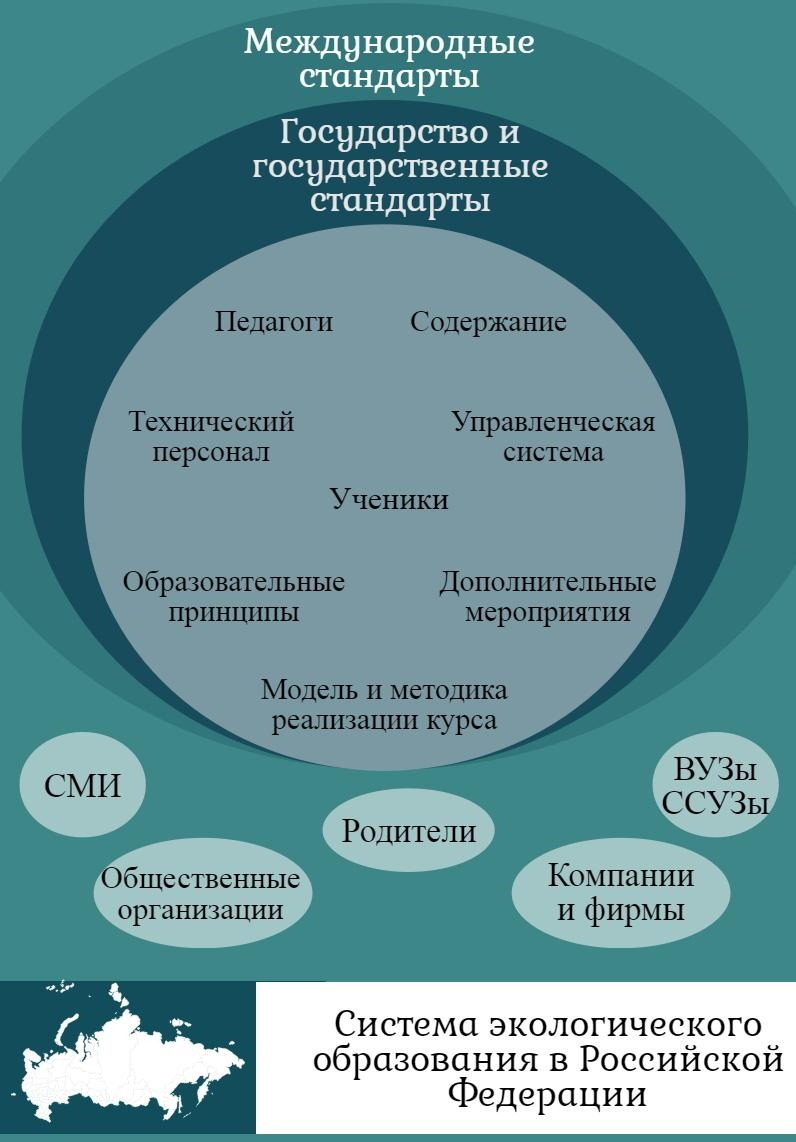 Международные
стандарты
Государство и
государственные
стандарты
Педагоги
Содержание
Технический
персонал
Управленческая
система
Ученики
Образовательные
принципы
Дополнительные
мероприятия
Модель и методика
реализации курса
СМИ
ВУЗы
ССУЗы
Родители
Общественные
организации
Компании
и фирмы
Система экологического
образования в Российской
Федерации